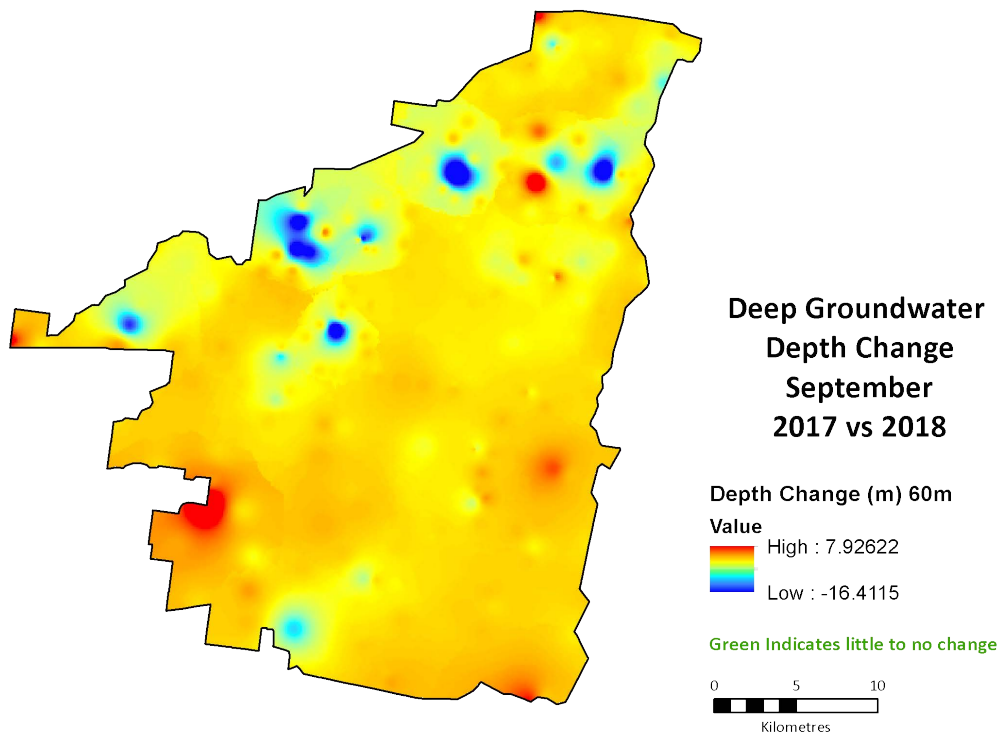 Deep Groundwater
Depth Change
September
2017 vs 2018
Depth Change (m) 60m
Value
High : 7.92622
Low : -16.4115
Green Indicates little to no change
0 5 10
Kilometres